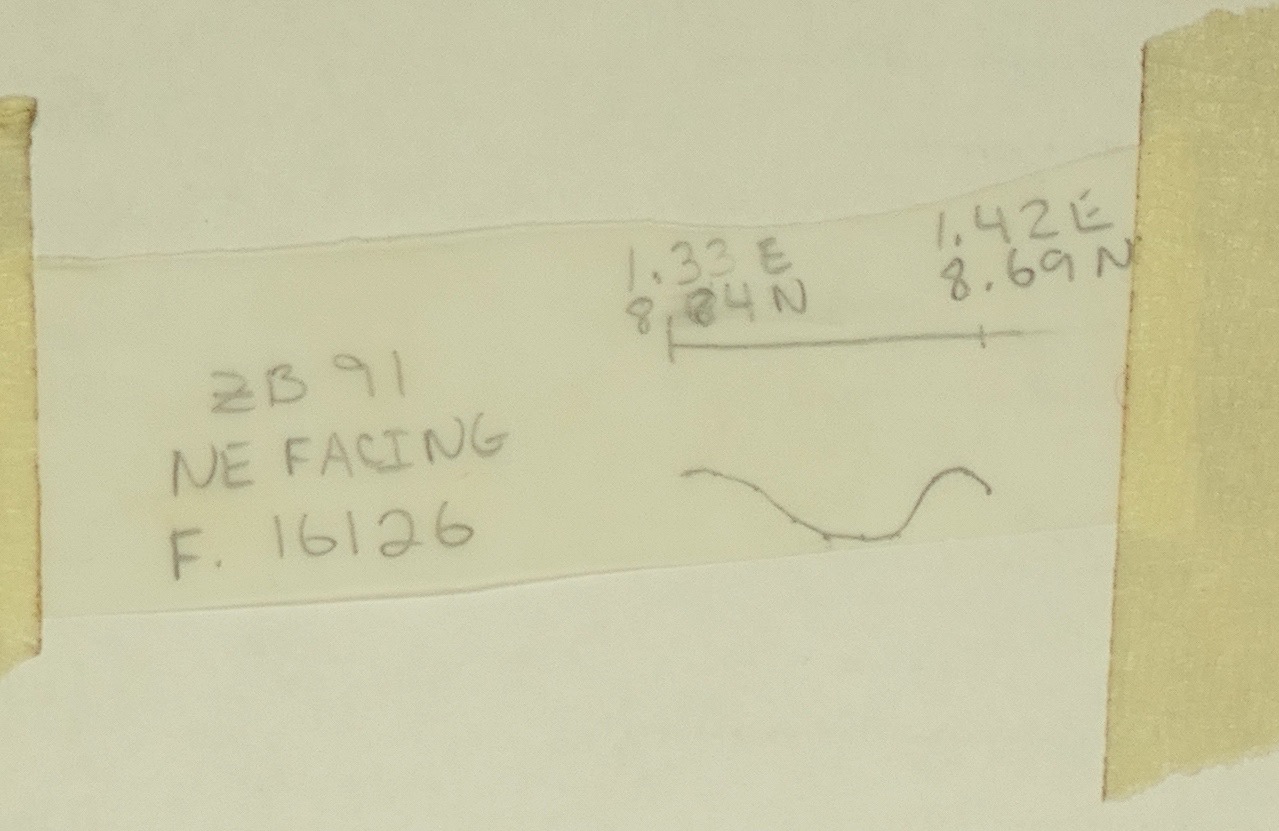 ZB 91
NE FACING
F. 16126
1.33 E
8.84 N
1.42 E
8.69 N